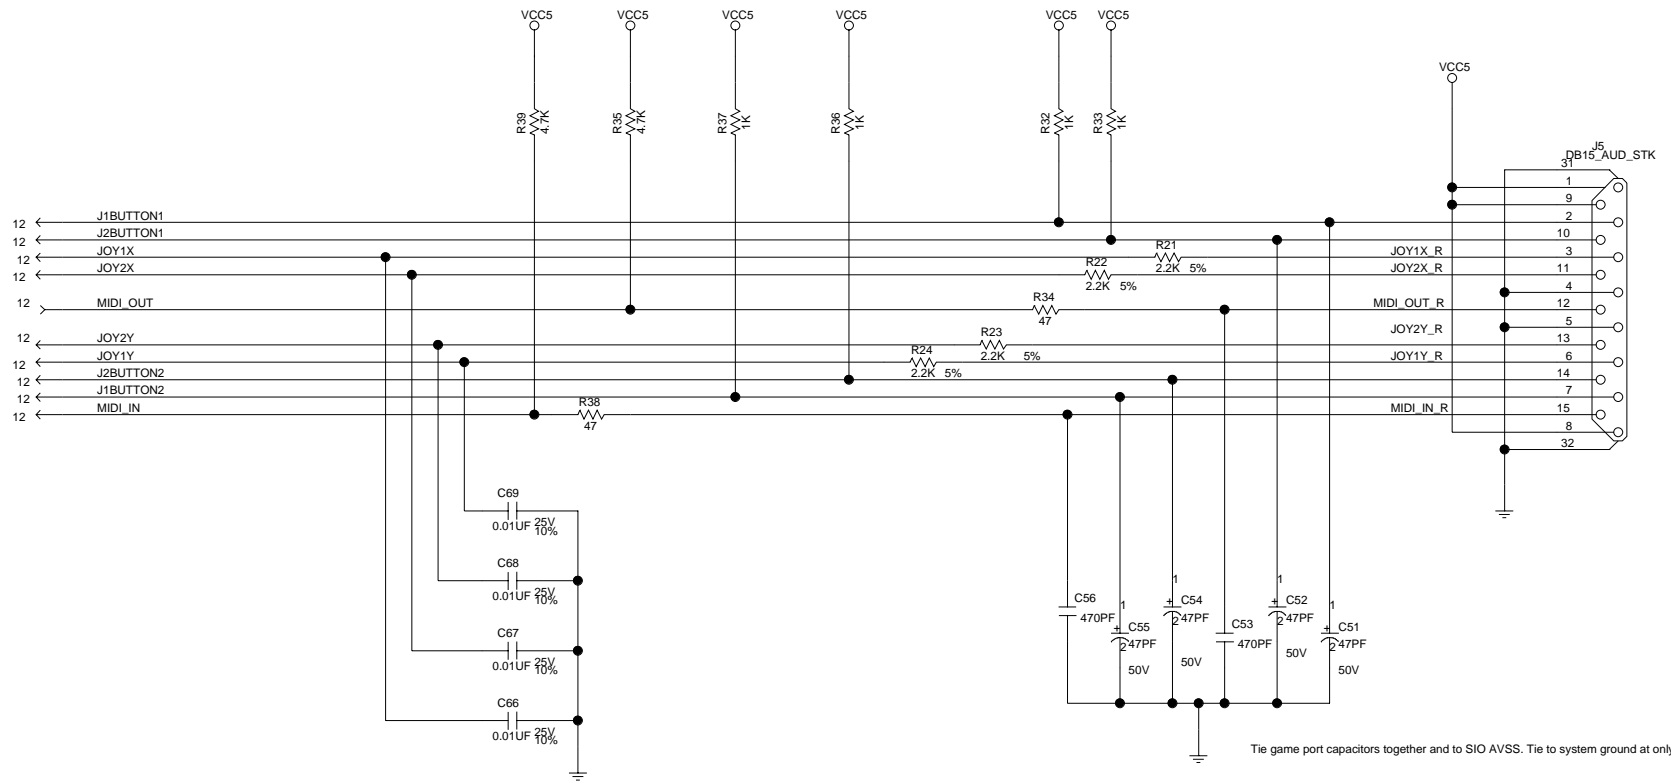 VCC5 VCC5 VCC5 VCC5 VCC5 VCC5
VCC5
R39 4.7K
R35 4.7K
R37 1K
R36 1K
R32 1K
R33 1K
J5
DB15_AUD_STK
31
1
9
12 J1BUTTON1 2
12 J2BUTTON1 10
12 JOY1X R21 2.2K 5% JOY1X_R 3
12 JOY2X R22 2.2K 5% JOY2X_R 11
4
12 MIDI_OUT R34 47 MIDI_OUT_R 12
5
12 JOY2Y R23 2.2K 5% JOY2Y_R 13
12 JOY1Y R24 2.2K 5% JOY1Y_R 6
12 J2BUTTON2 14
12 J1BUTTON2 7
12 MIDI_IN R38 47 MIDI_IN_R 15
8
32
C69
0.01UF 25V
10%
C68
0.01UF 25V
10%
C67
0.01UF 25V
10%
C66
0.01UF 25V
10%
C56
470PF
1
+ C55
2 47PF
50V
1
+ C54
2 47PF
50V
C53
470PF
1
+ C52
2 47PF
50V
1
+ C51
2 47PF
50V
Tie game port capacitors together and to SIO AVSS. Tie to system ground at only